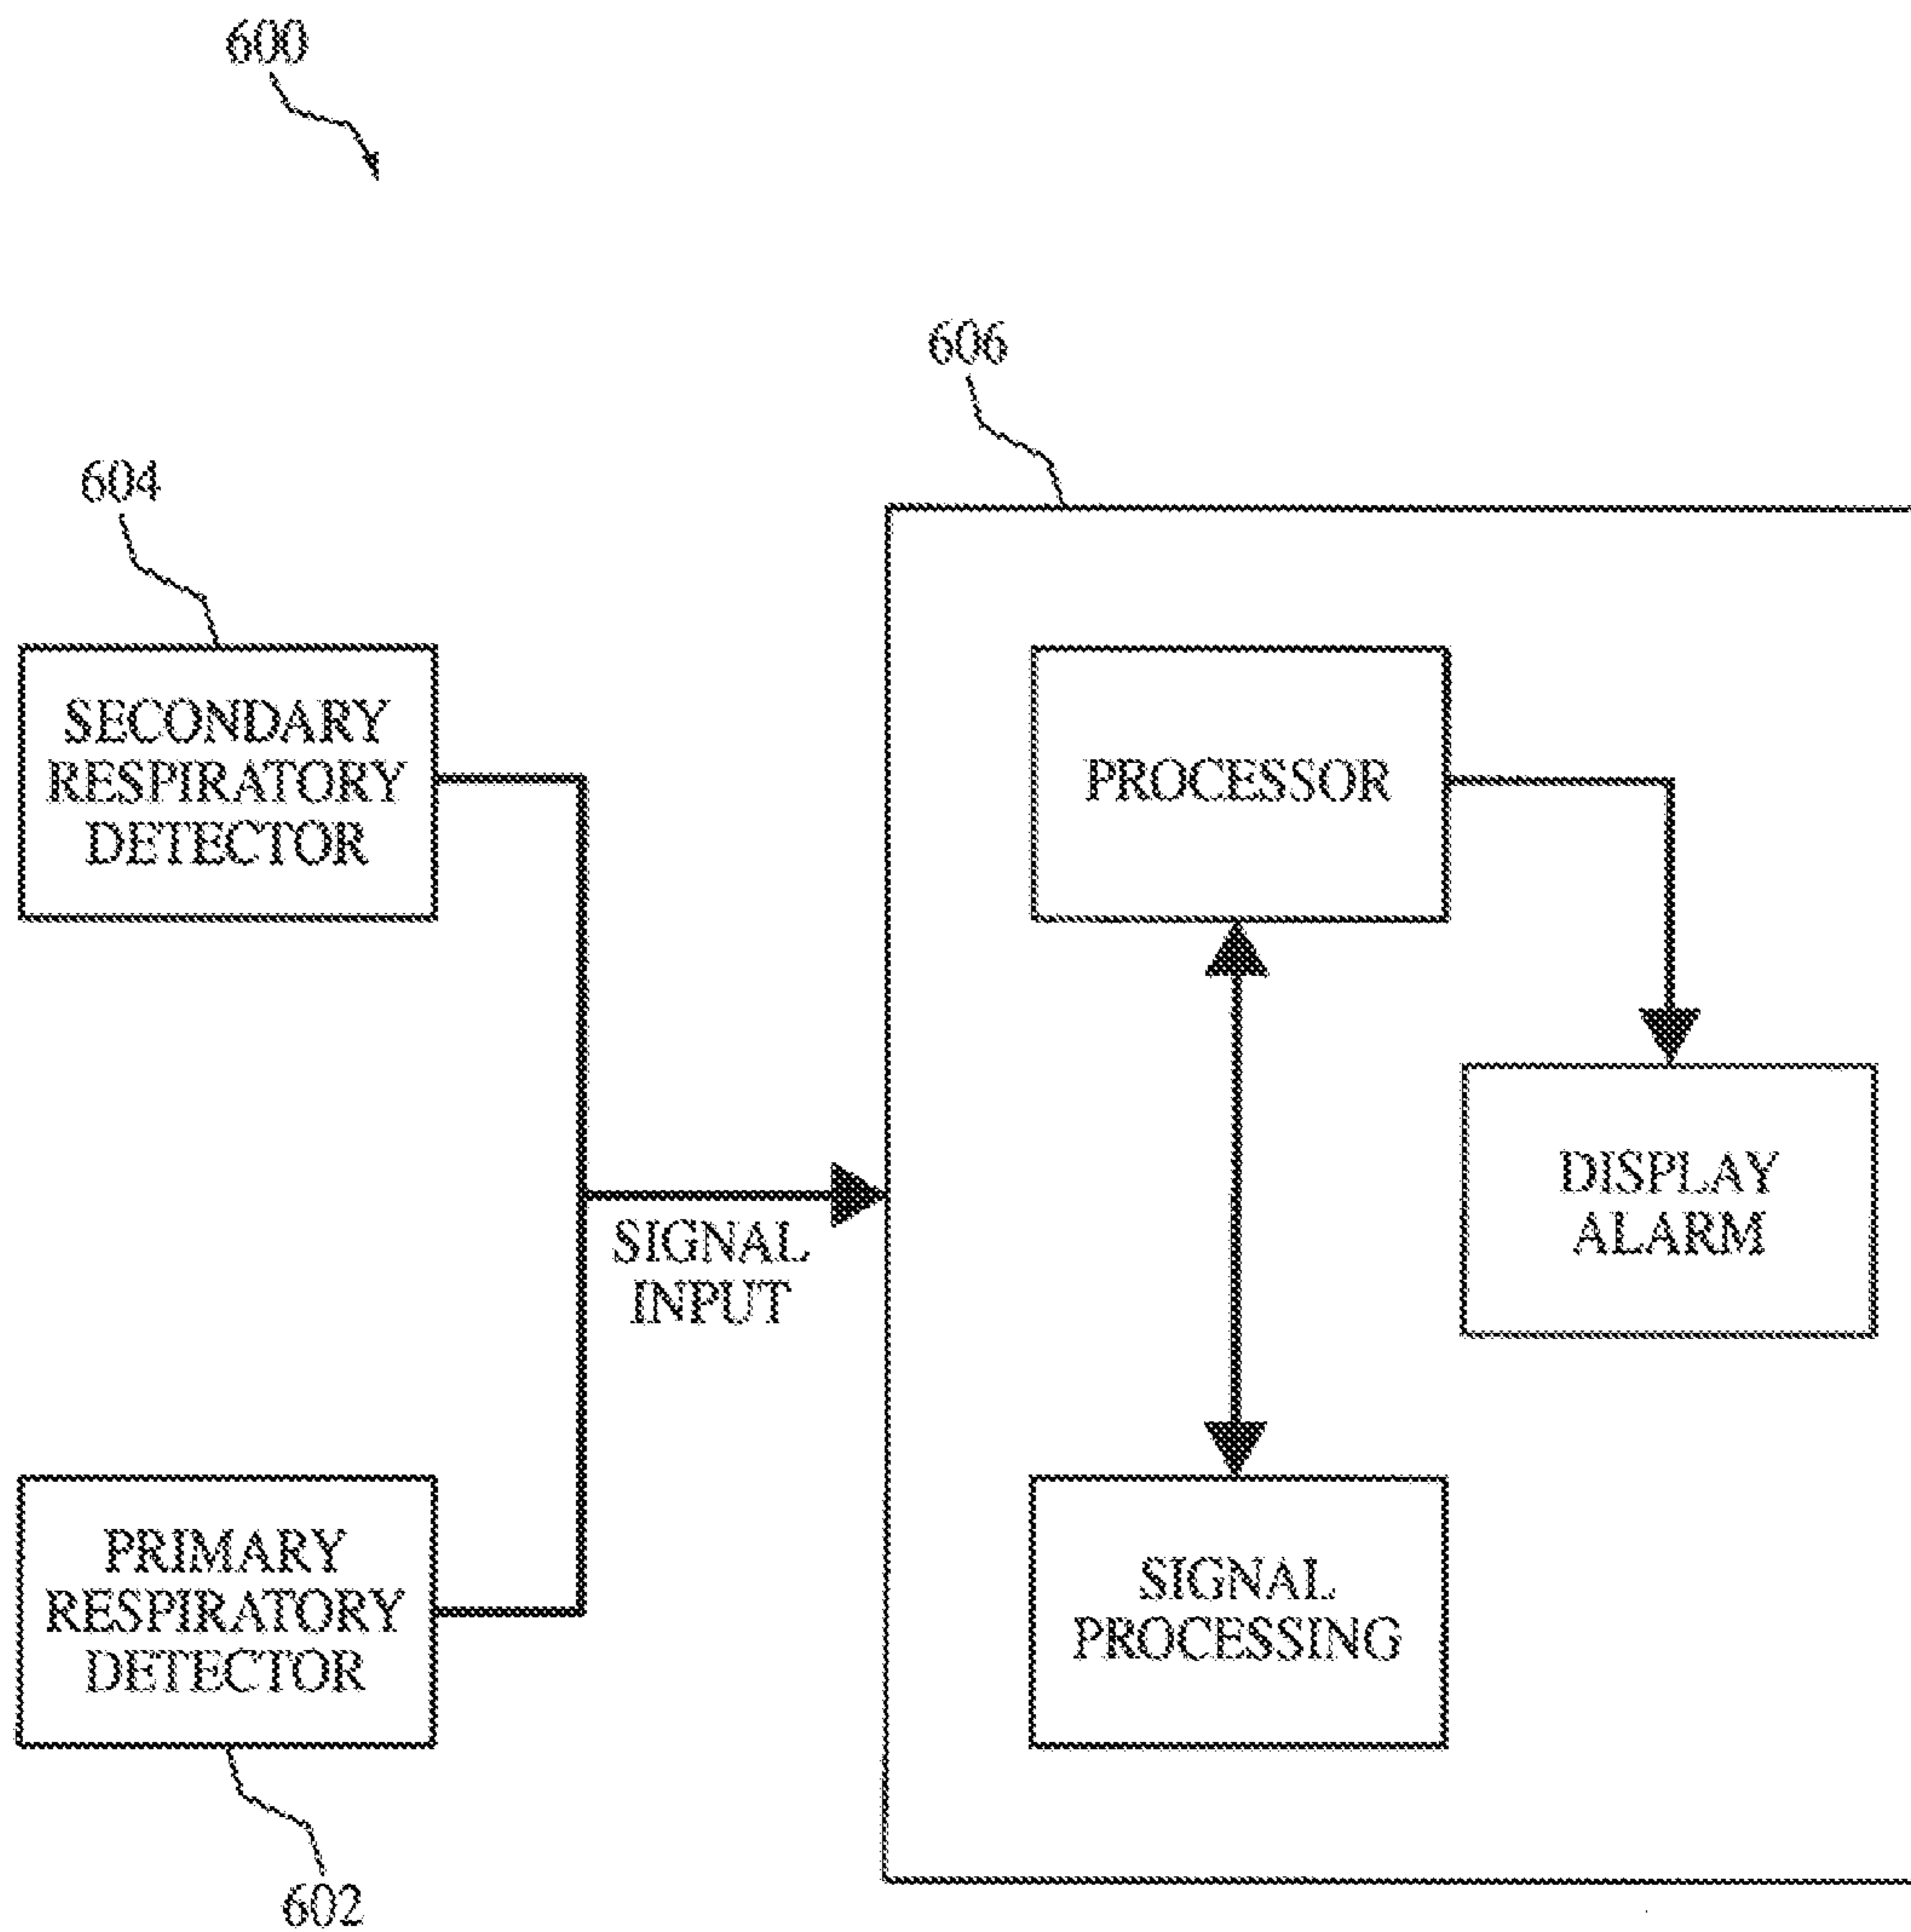 600
606
604
SECONDARY
RESPIRATORY
DETECTOR
PROCESSOR
DISPLAY
ALARM
SIGNAL
INPUT
PRIMARY
RESPIRATORY
DETECTOR
SIGNAL
PROCESSING
602